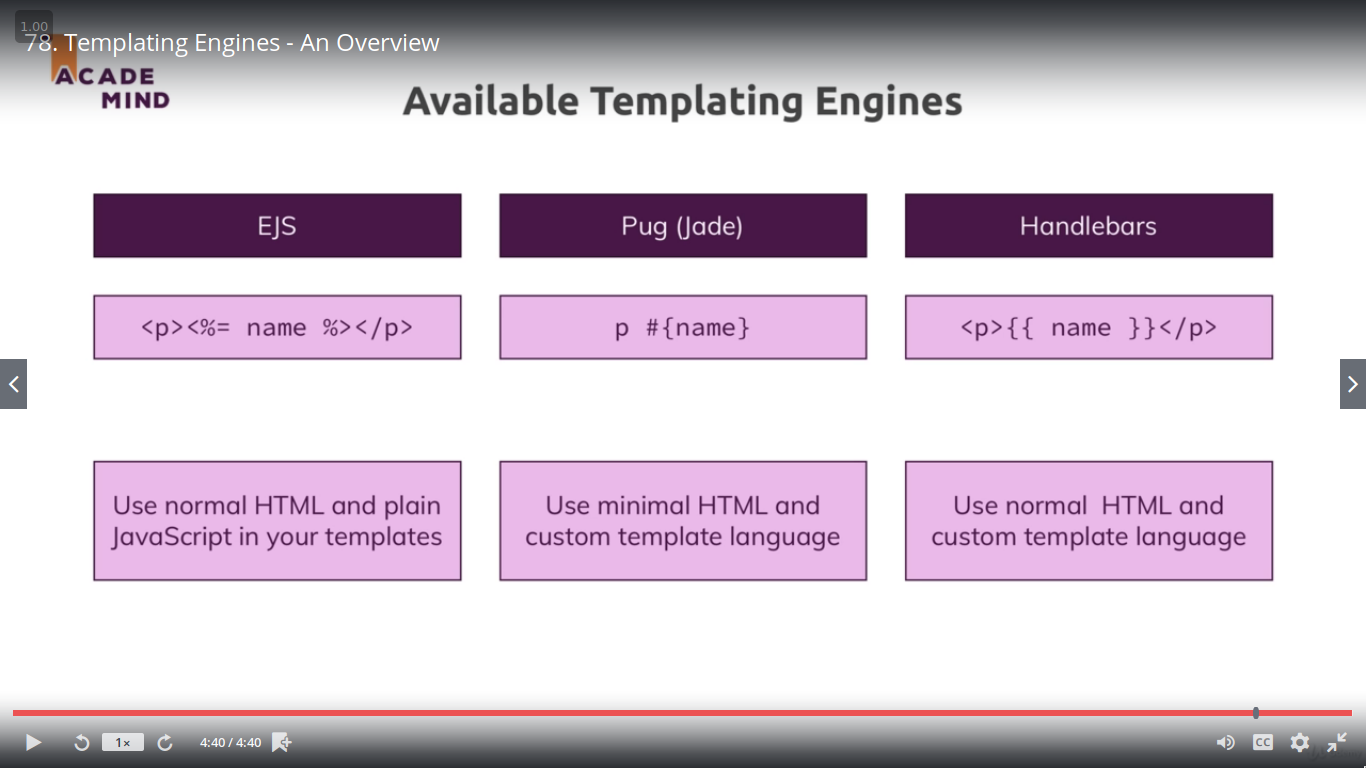 1.00
78. Templating Engines - An Overview
ACADE
MIND
Available Templating Engines
EJS
Pug (Jade)
Handlebars
<p><%= name %></p>
p #{name}
<p>{{ name }}</p>
Use normal HTML and plain
JavaScript in your templates
Use minimal HTML and
custom template language
Use normal HTML and
custom template language
1x
4:40 / 4:40
CC